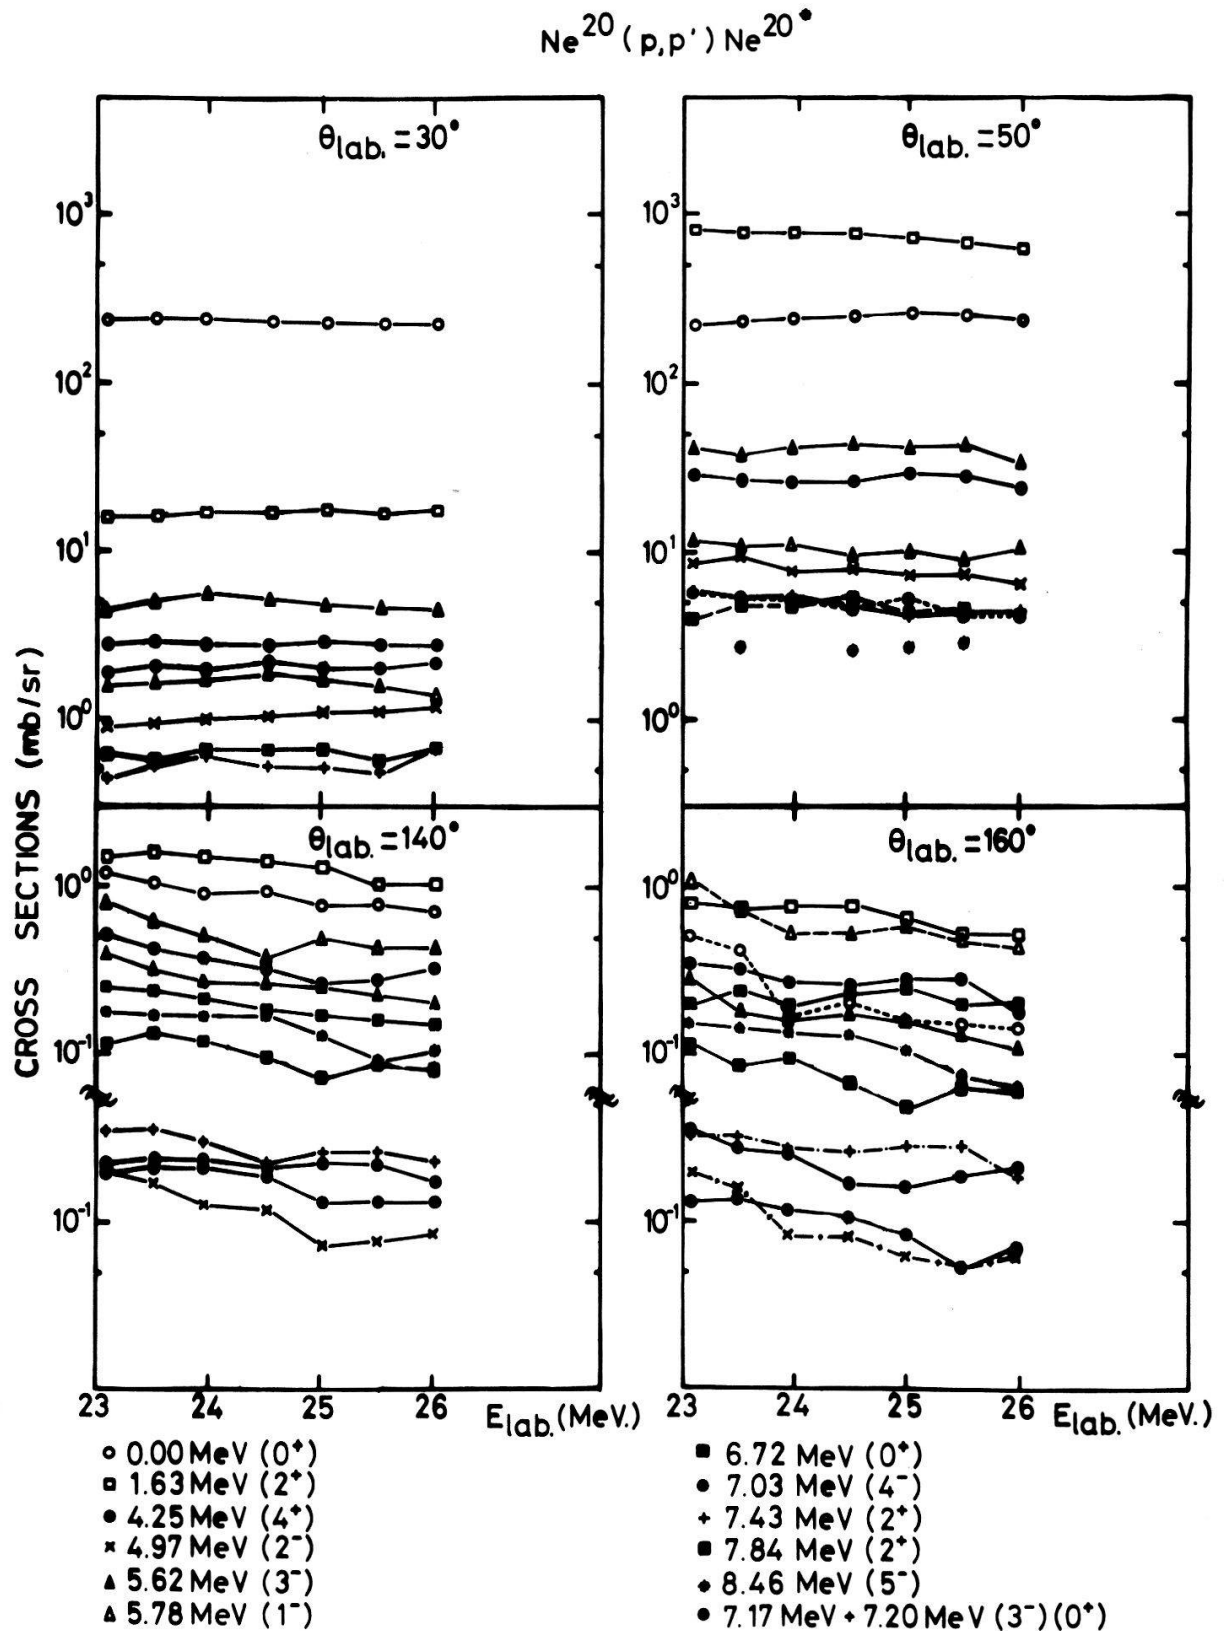 Ne²⁰(p,p')Ne²⁰*
θlab. = 30°
θlab. = 50°
10³
10²
10¹
10⁰
10³
10²
10¹
10⁰
CROSS SECTIONS (mb/sr)
θlab. = 140°
θlab. = 160°
10⁰
10⁻¹
10⁻¹
10⁰
10⁻¹
10⁻¹
23 24 25 26 Elab. (MeV.)
23 24 25 26 Elab. (MeV.)
0.00 MeV (0⁺)
1.63 MeV (2⁺)
4.25 MeV (4⁺)
4.97 MeV (2⁻)
5.62 MeV (3⁻)
5.78 MeV (1⁻)
6.72 MeV (0⁺)
7.03 MeV (4⁻)
7.43 MeV (2⁺)
7.84 MeV (2⁺)
8.46 MeV (5⁻)
7.17 MeV + 7.20 MeV (3⁻)(0⁺)